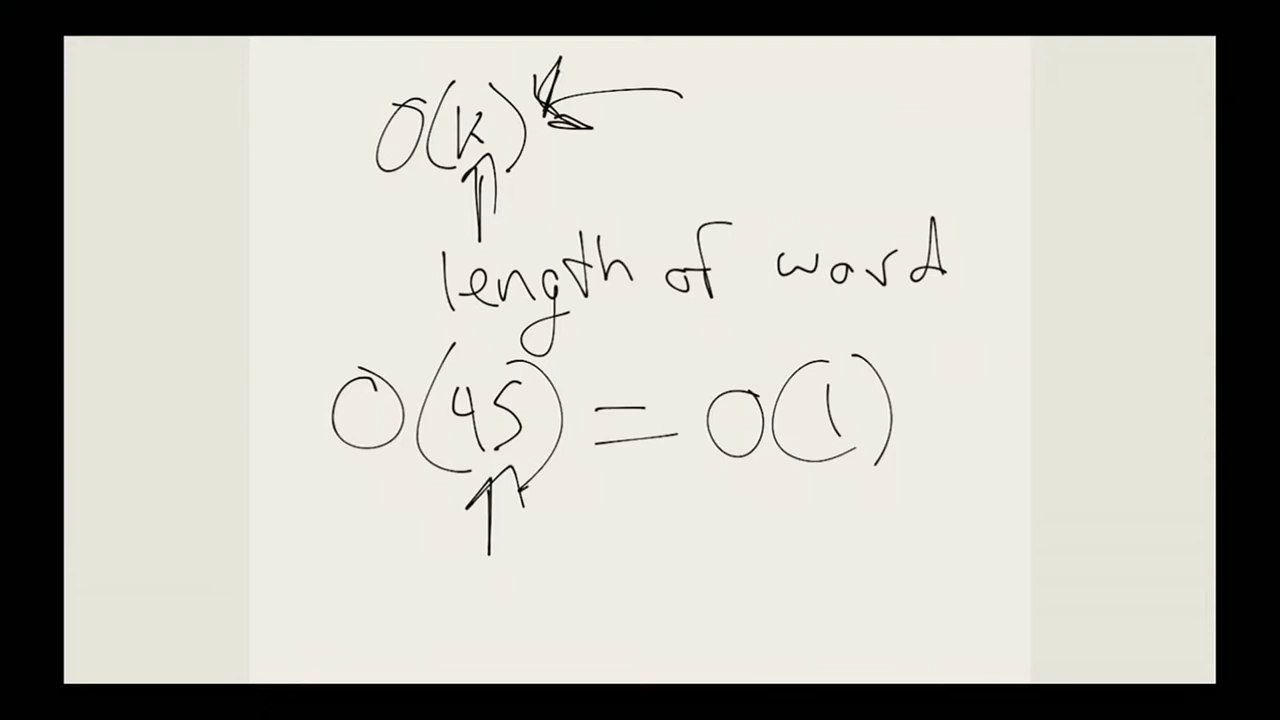 O(k)
length of word
O(45) = O(1)